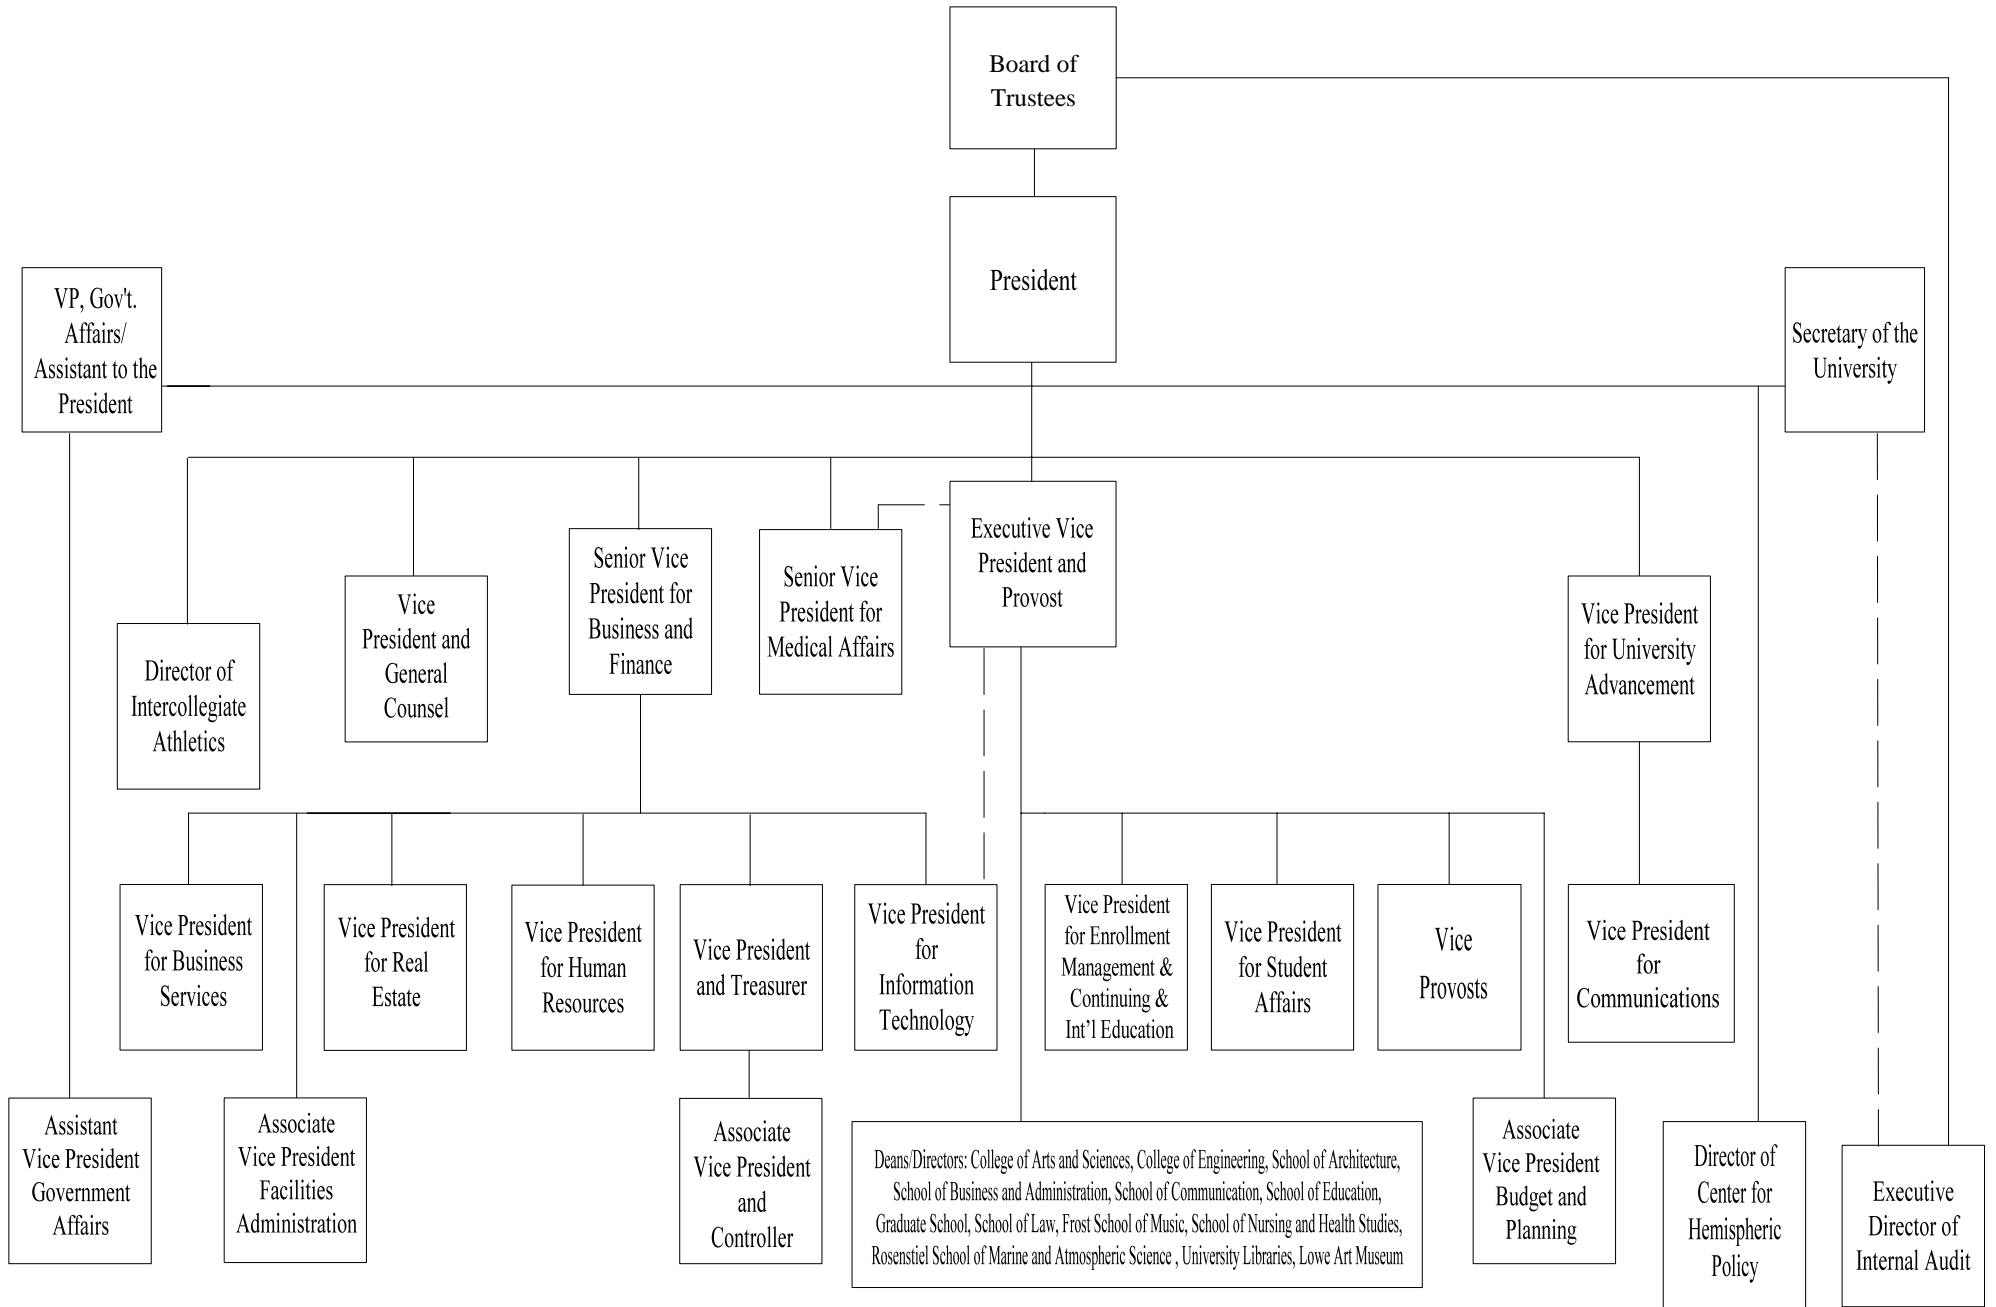 Board of
Trustees
President
VP, Gov't.
Affairs/
Assistant to the
President
Secretary of the
University
Executive Vice
President and
Provost
Senior Vice
President for
Business and
Finance
Senior Vice
President for
Medical Affairs
Vice
President and
General
Counsel
Vice President
for University
Advancement
Director of
Intercollegiate
Athletics
Vice President
for Business
Services
Vice President
for Real
Estate
Vice President
for Human
Resources
Vice President
and Treasurer
Vice President
for
Information
Technology
Vice President
for Enrollment
Management &
Continuing &
Int’l Education
Vice President
for Student
Affairs
Vice
Provosts
Vice President
for
Communications
Assistant
Vice President
Government
Affairs
Associate
Vice President
Facilities
Administration
Associate
Vice President
and
Controller
Deans/Directors: College of Arts and Sciences, College of Engineering, School of Architecture,
School of Business and Administration, School of Communication, School of Education,
Graduate School, School of Law, Frost School of Music, School of Nursing and Health Studies,
Rosenstiel School of Marine and Atmospheric Science , University Libraries, Lowe Art Museum
Associate
Vice President
Budget and
Planning
Director of
Center for
Hemispheric
Policy
Executive
Director of
Internal Audit